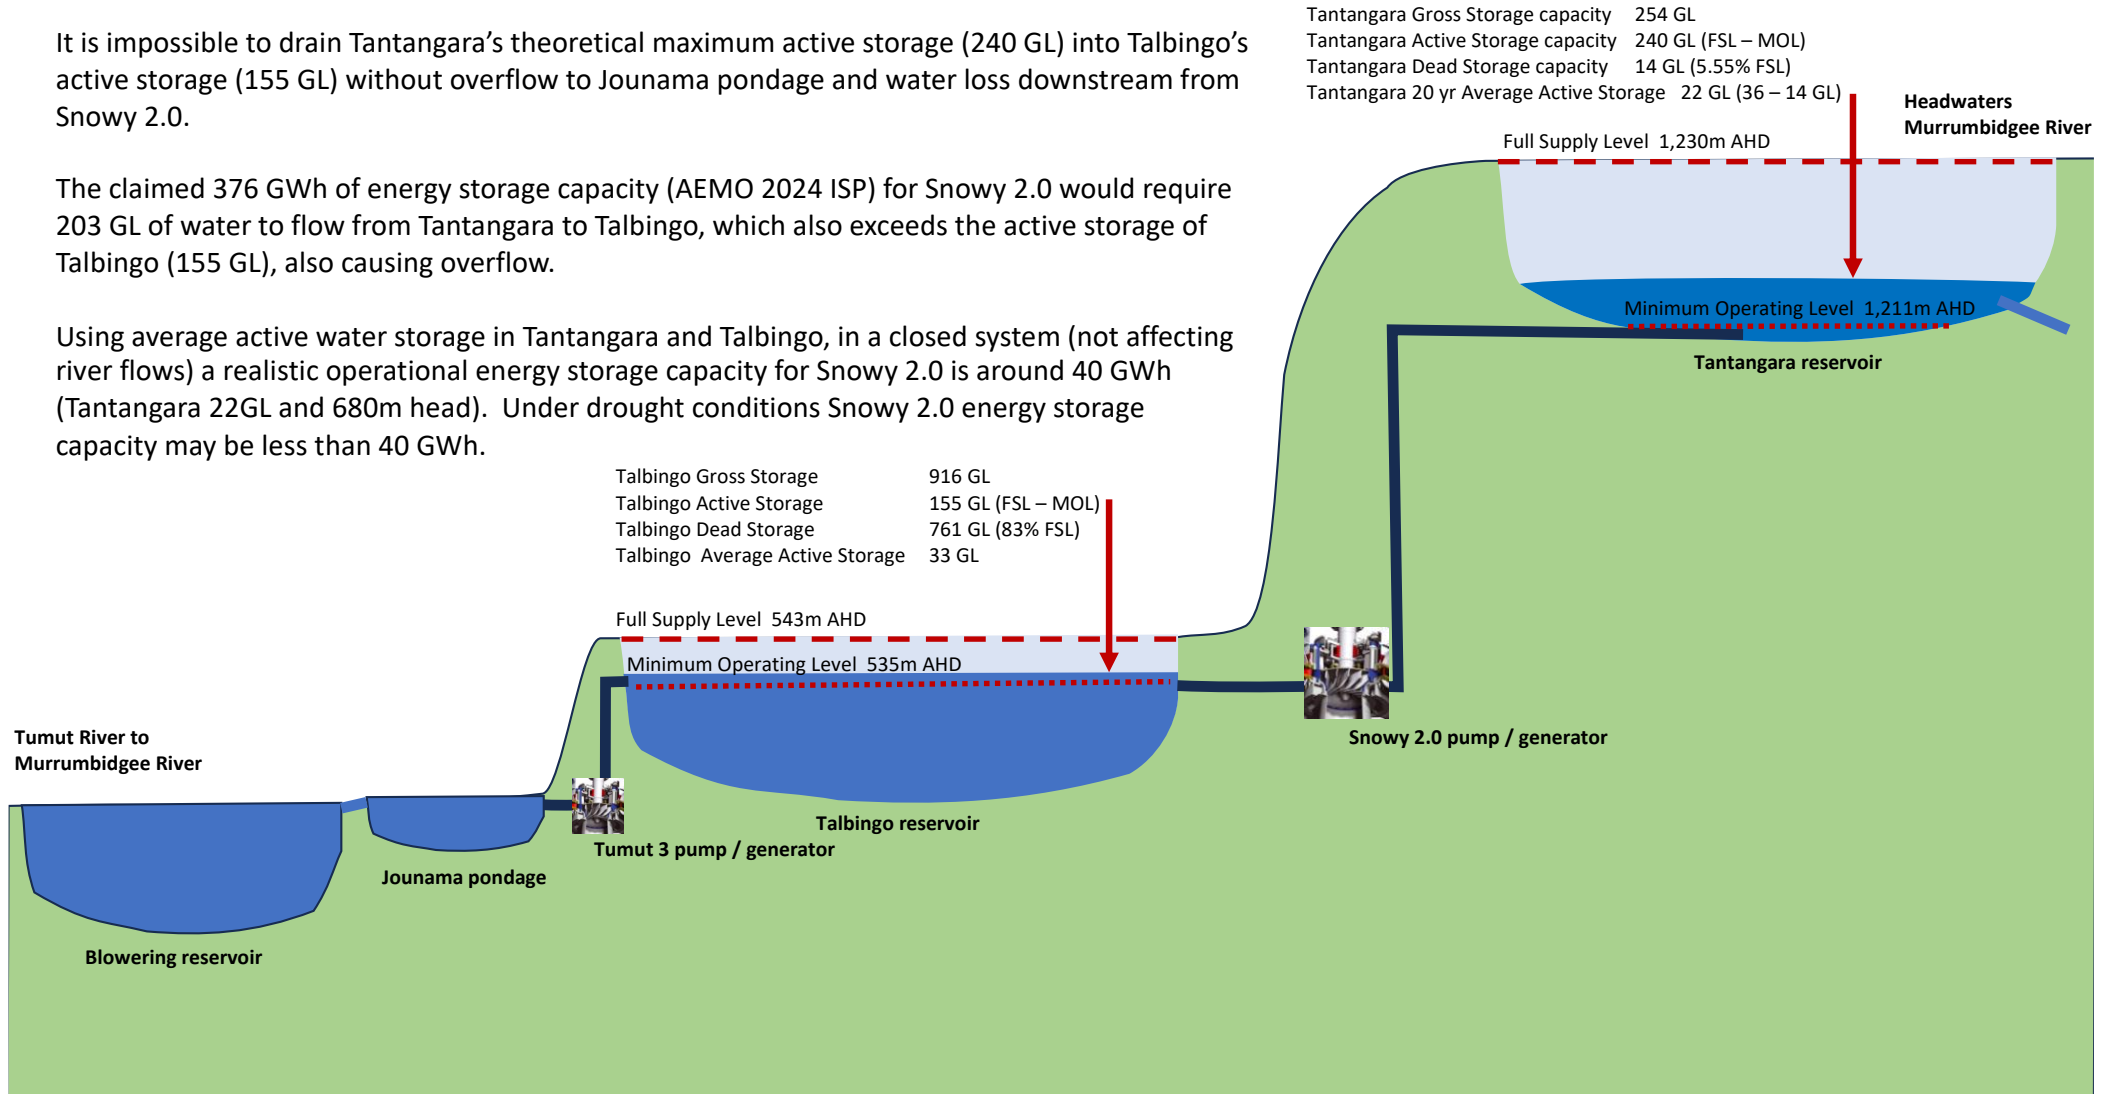 It is impossible to drain Tantangara’s theoretical maximum active storage (240 GL) into Talbingo’s
active storage (155 GL) without overflow to Jounama pondage and water loss downstream from
Snowy 2.0.
The claimed 376 GWh of energy storage capacity (AEMO 2024 ISP) for Snowy 2.0 would require
203 GL of water to flow from Tantangara to Talbingo, which also exceeds the active storage of
Talbingo (155 GL), also causing overflow.
Using average active water storage in Tantangara and Talbingo, in a closed system (not affecting
river flows) a realistic operational energy storage capacity for Snowy 2.0 is around 40 GWh
(Tantangara 22GL and 680m head).  Under drought conditions Snowy 2.0 energy storage
capacity may be less than 40 GWh.
Tantangara Gross Storage capacity 254 GL
Tantangara Active Storage capacity 240 GL (FSL – MOL)
Tantangara Dead Storage capacity 14 GL (5.55% FSL)
Tantangara 20 yr Average Active Storage 22 GL (36 – 14 GL)
Headwaters
Murrumbidgee River
Full Supply Level 1,230m AHD
Minimum Operating Level 1,211m AHD
Tantangara reservoir
Talbingo Gross Storage 916 GL
Talbingo Active Storage 155 GL (FSL – MOL)
Talbingo Dead Storage 761 GL (83% FSL)
Talbingo Average Active Storage 33 GL
Full Supply Level 543m AHD
Minimum Operating Level 535m AHD
Snowy 2.0 pump / generator
Tumut River to
Murrumbidgee River
Talbingo reservoir
Tumut 3 pump / generator
Jounama pondage
Blowering reservoir